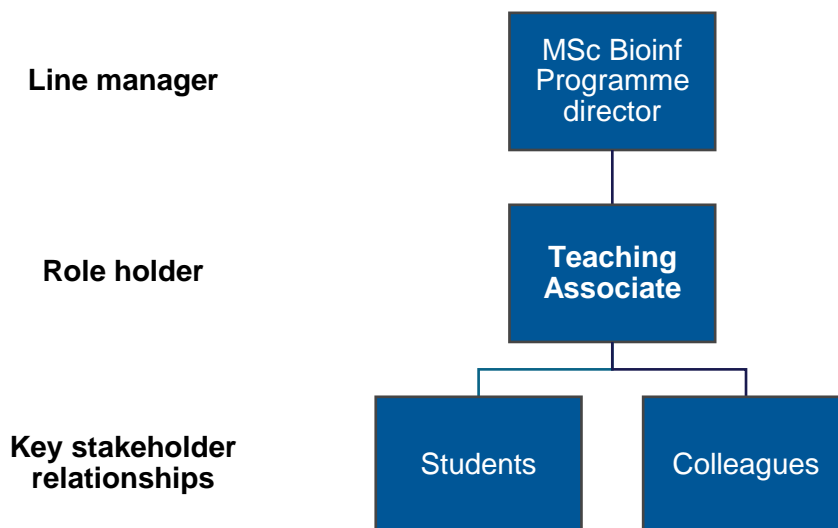 Line manager
MSc Bioinf
Programme
director
Role holder
Teaching
Associate
Key stakeholder
relationships
Students
Colleagues